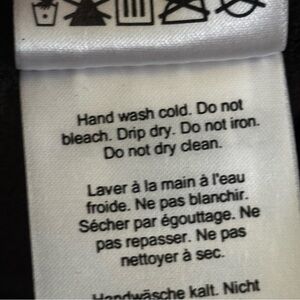 Hand wash cold. Do not
bleach. Drip dry. Do not iron.
Do not dry clean.
Laver à la main à l'eau
froide. Ne pas blanchir.
Sécher par égouttage. Ne
pas repasser. Ne pas
nettoyer à sec.
Handwäsche kalt. Nicht